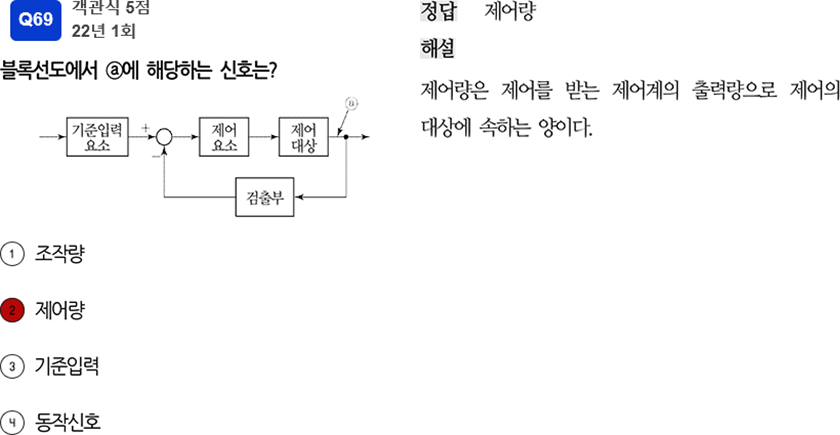 Q69
객관식 5점
22년 1회
블록선도에서 ⓐ에 해당하는 신호는?
ⓐ
기준입력
요소
+
−
제어
요소
제어
대상
검출부
① 조작량
② 제어량
③ 기준입력
④ 동작신호
정답 제어량
해설
제어량은 제어를 받는 제어계의 출력량으로 제어의
대상에 속하는 양이다.